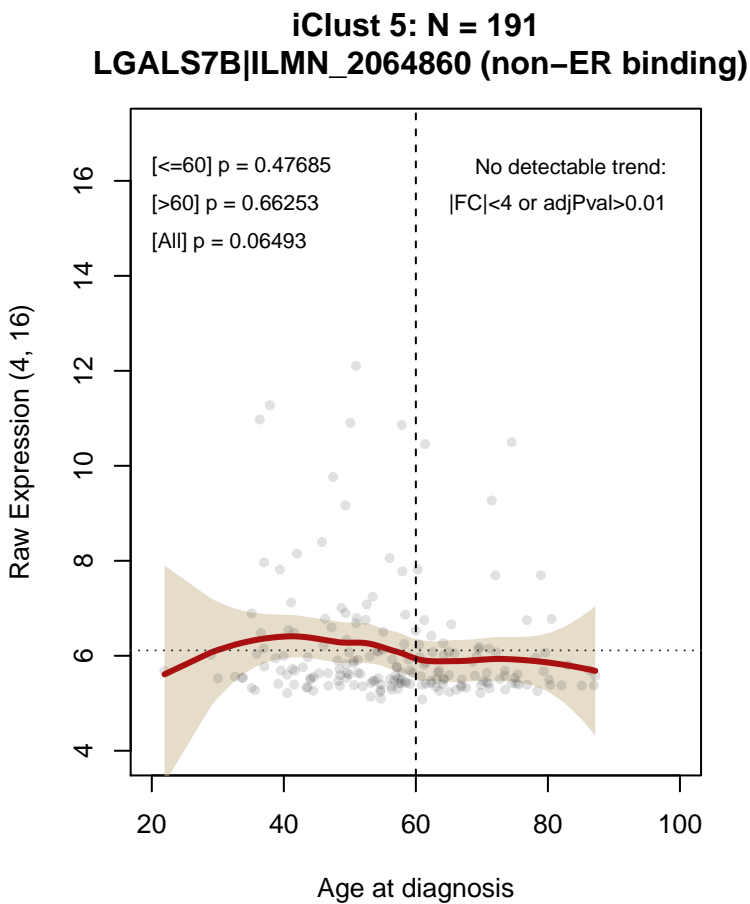 iClust 5: N = 191
LGALS7B|ILMN_2064860 (non−ER binding)
[<=60] p = 0.47685
[>60] p = 0.66253
[All] p = 0.06493
No detectable trend:
|FC|<4 or adjPval>0.01
Raw Expression (4, 16)
16
14
12
10
8
6
4
20 40 60 80 100
Age at diagnosis